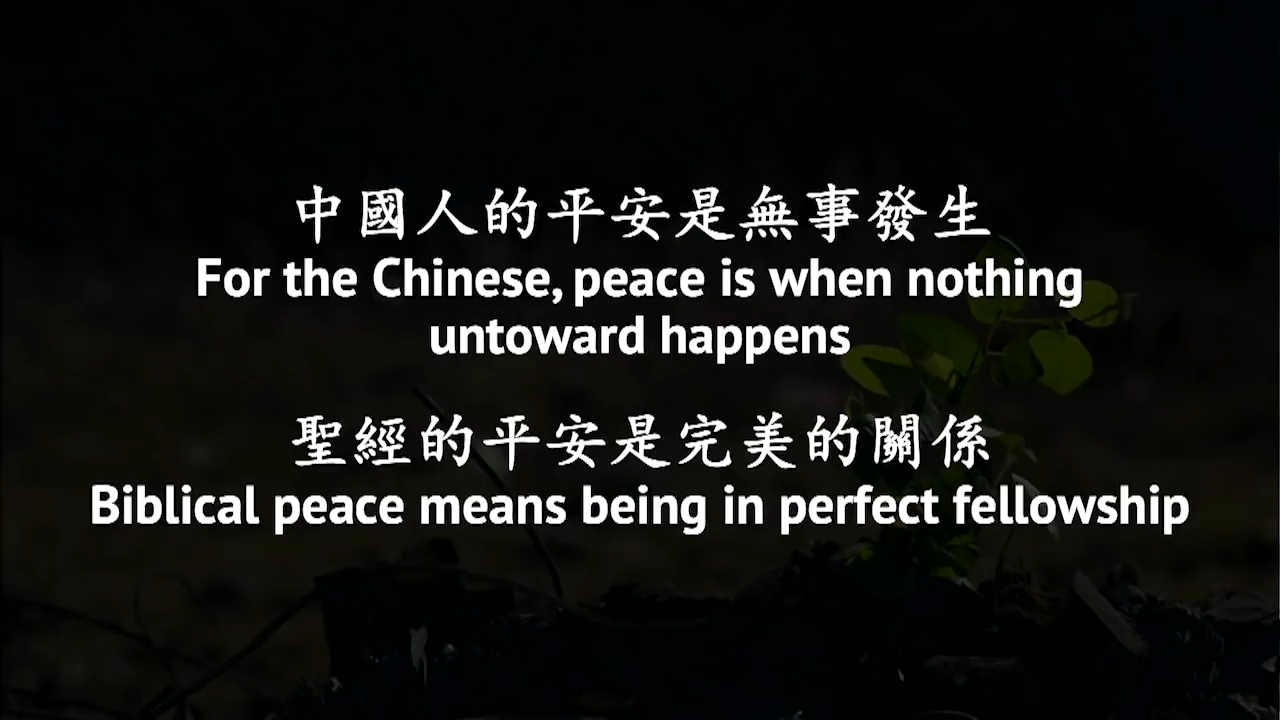 中國人的平安是無事發生
For the Chinese, peace is when nothing
untoward happens
聖經的平安是完美的關係
Biblical peace means being in perfect fellowship